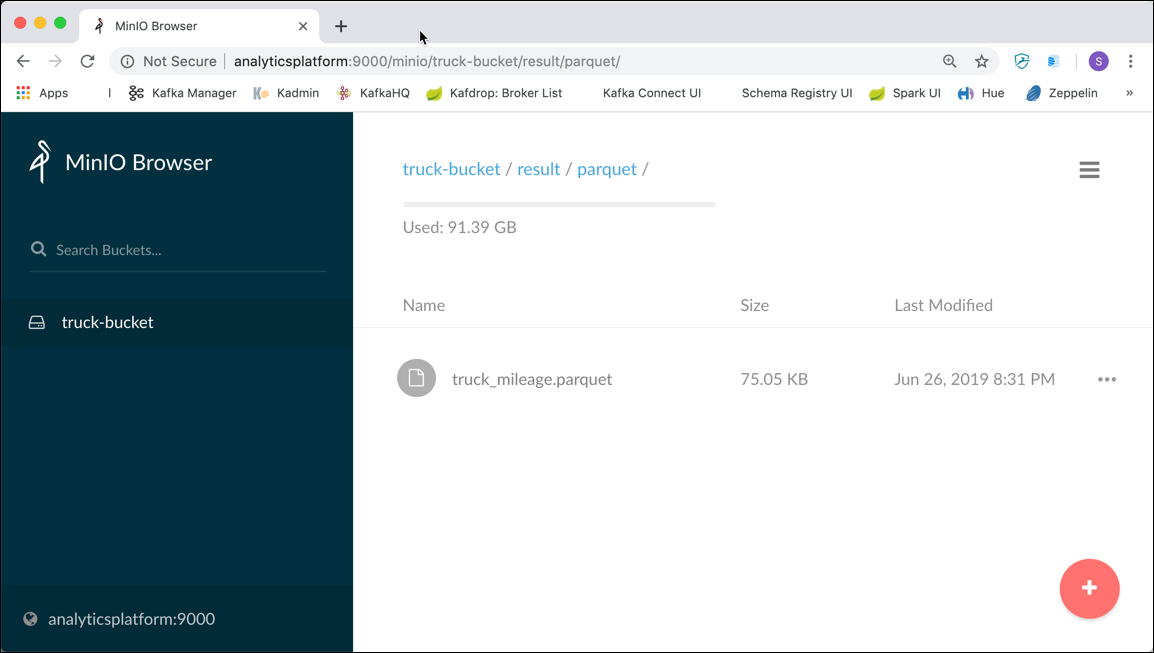 MinIO Browser
Not Secure | analyticsplatform:9000/minio/truck-bucket/result/parquet/
S
Apps | Kafka Manager Kadmin KafkaHQ Kafdrop: Broker List Kafka Connect UI Schema Registry UI Spark UI Hue Zeppelin »
MinIO Browser
truck-bucket / result / parquet /
Used: 91.39 GB
Search Buckets...
Name Size Last Modified
truck-bucket
truck_mileage.parquet 75.05 KB Jun 26, 2019 8:31 PM
analyticsplatform:9000